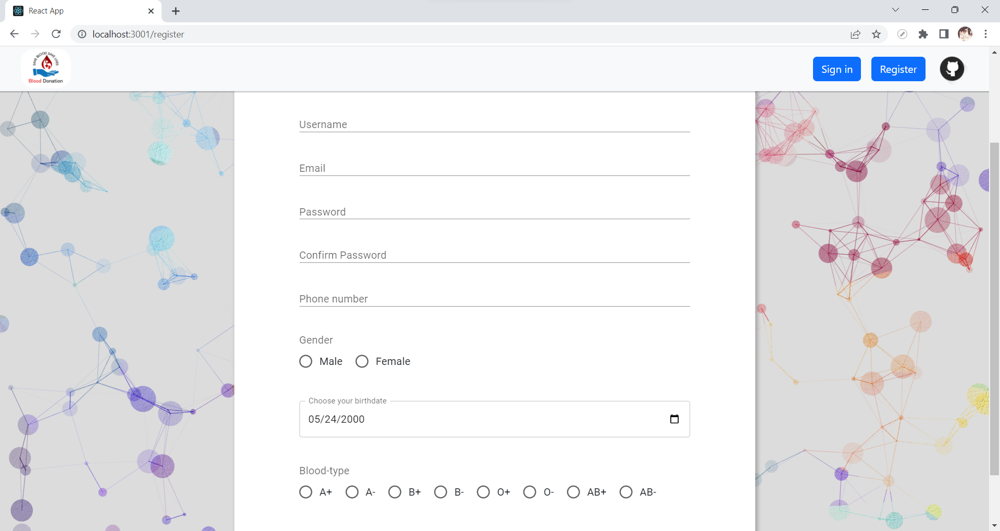 React App
localhost:3001/register
SAVE BLOOD SAVE LIVES
Blood Donation
Sign in
Register
Username
Email
Password
Confirm Password
Phone number
Gender
Male Female
Choose your birthdate
05/24/2000
Blood-type
A+ A- B+ B- O+ O- AB+ AB-